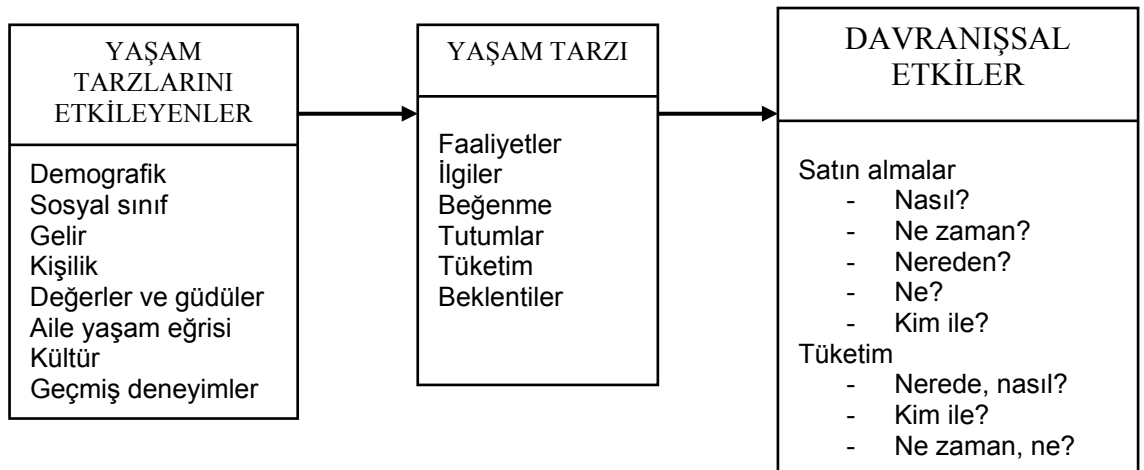 YAŞAM
TARZLARINI
ETKİLEYENLER
Demografik
Sosyal sınıf
Gelir
Kişilik
Değerler ve güdüler
Aile yaşam eğrisi
Kültür
Geçmiş deneyimler
YAŞAM TARZI
Faaliyetler
İlgiler
Beğenme
Tutumlar
Tüketim
Beklentiler
DAVRANIŞSAL
ETKİLER
Satın almalar
- Nasıl?
- Ne zaman?
- Nereden?
- Ne?
- Kim ile?
Tüketim
- Nerede, nasıl?
- Kim ile?
- Ne zaman, ne?